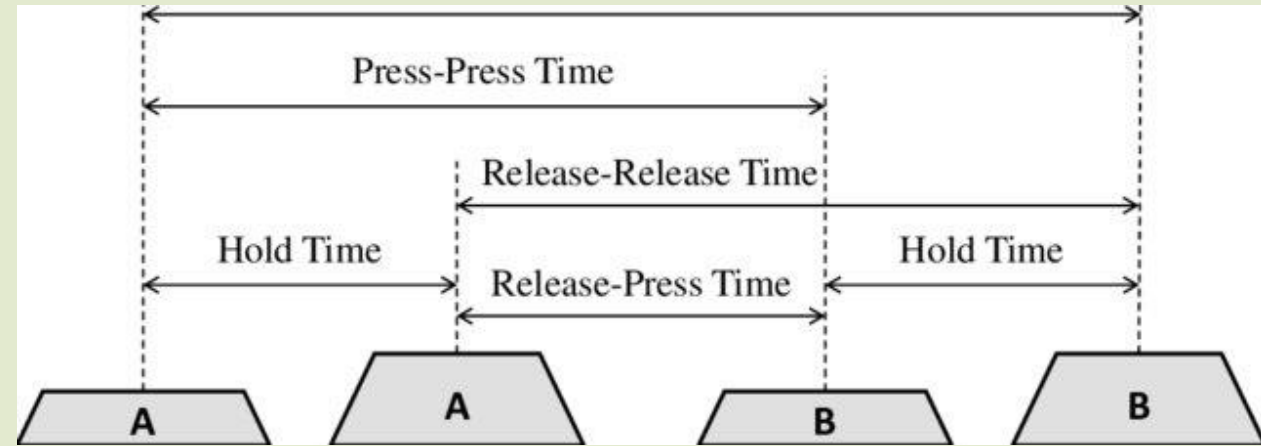 Press-Press Time
Release-Release Time
Hold Time
Hold Time
Release-Press Time
A
A
B
B